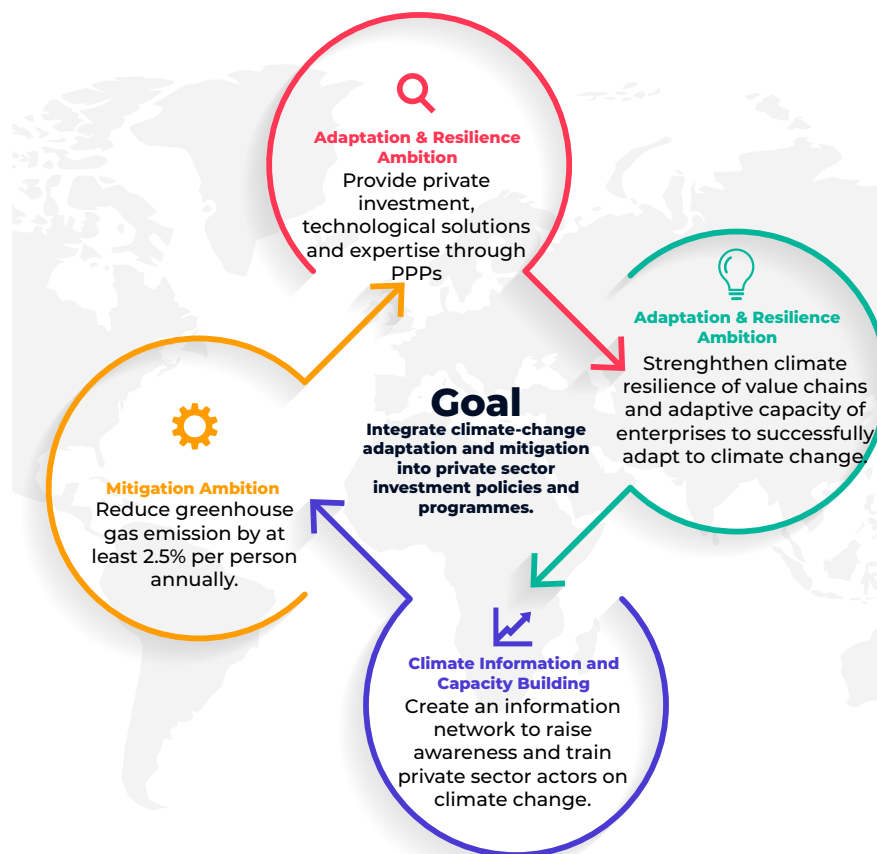 Adaptation & Resilience
Ambition
Provide private
investment,
technological solutions
and expertise through
PPPs
Adaptation & Resilience
Ambition
Strenghthen climate
resilience of value chains
and adaptive capacity of
enterprises to successfully
adapt to climate change.
Goal
Integrate climate-change
adaptation and mitigation
into private sector
investment policies and
programmes.
Mitigation Ambition
Reduce greenhouse
gas emission by at
least 2.5% per person
annually.
Climate Information and
Capacity Building
Create an information
network to raise
awareness and train
private sector actors on
climate change.